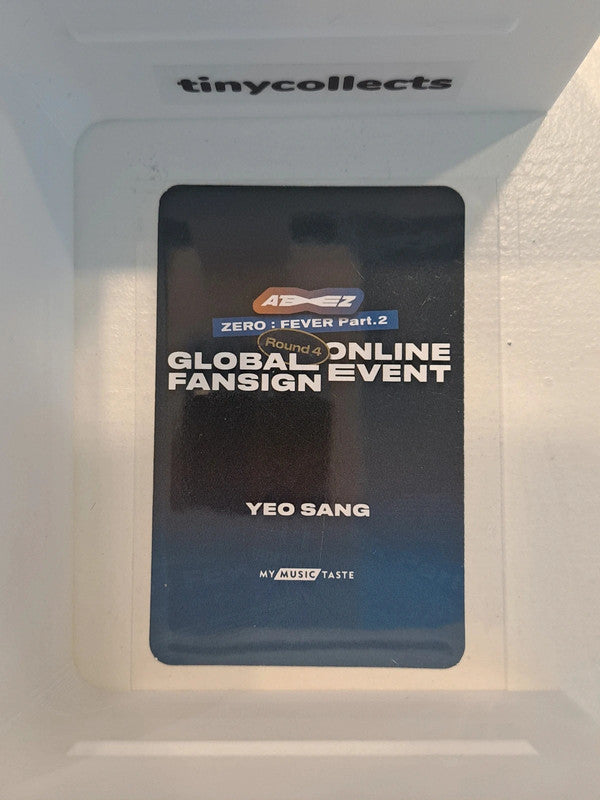 tinycollects
ATEEZ
ZERO : FEVER Part.2
Round 4
GLOBAL ONLINE
FANSIGN EVENT
YEO SANG
MY MUSIC TASTE